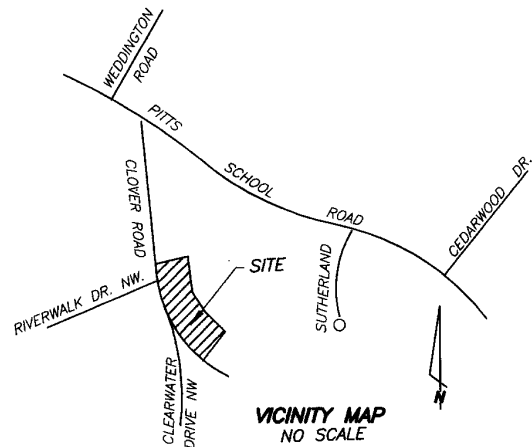 WEDDINGTON
ROAD
PITTS
SCHOOL
ROAD
CEDARWOOD DR.
CLOVER ROAD
SITE
SUTHERLAND
RIVERWALK DR. NW.
CLEARWATER
DRIVE NW
N
VICINITY MAP
NO SCALE